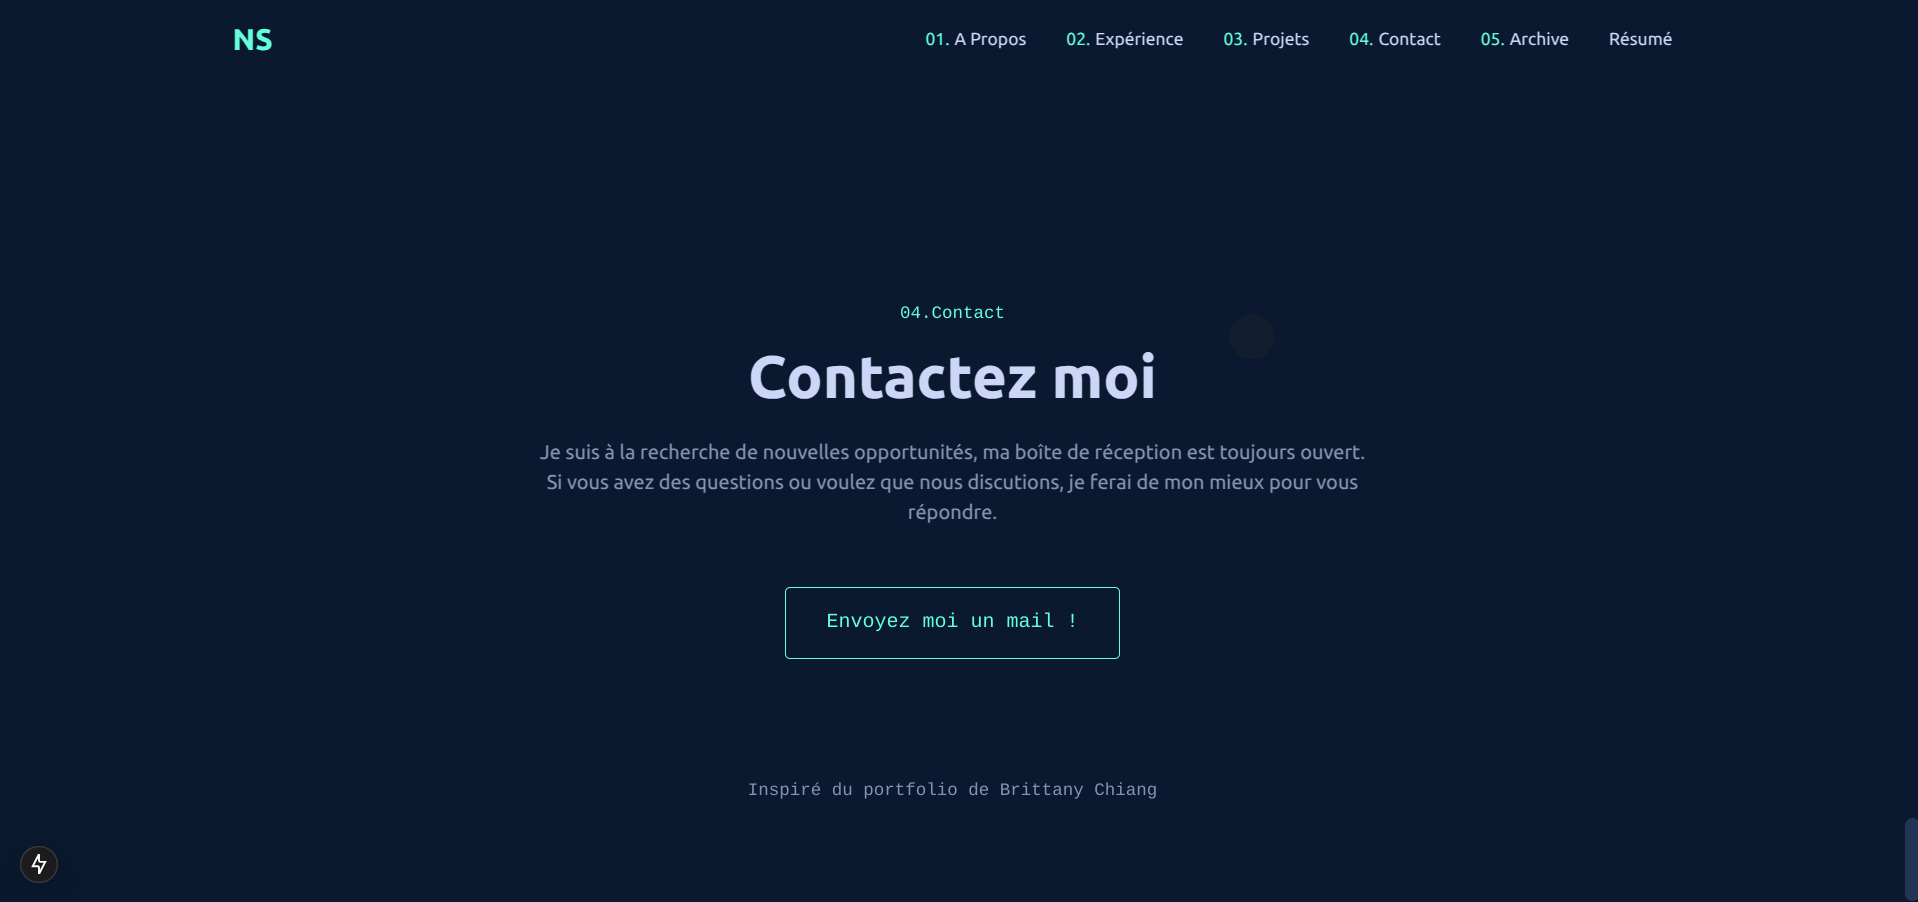 NS
01. A Propos 02. Expérience 03. Projets 04. Contact 05. Archive Résumé
04.Contact
Contactez moi
Je suis à la recherche de nouvelles opportunités, ma boîte de réception est toujours ouvert.
Si vous avez des questions ou voulez que nous discutions, je ferai de mon mieux pour vous
répondre.
Envoyez moi un mail !
Inspiré du portfolio de Brittany Chiang